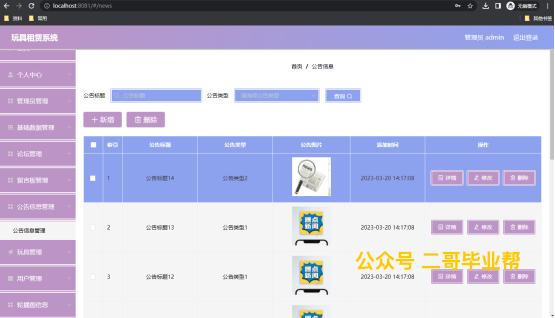 localhost:8081/#/news
无痕模式
资料 常用 其他书签
玩具租赁系统 管理员 admin 退出登录
首页 / 公告信息
个人中心
管理员管理
基础数据管理
论坛管理
留言板管理
公告信息管理
公告信息管理
玩具管理
用户管理
轮播图信息
公告标题 公告标题 公告类型 请选择公告类型 查询
新增 删除
索引 公告标题 公告类型 公告图片 添加时间 操作
1 公告标题14 公告类型2 2023-03-20 14:17:08 详情 修改 删除
2 公告标题13 公告类型1 热点新闻 2023-03-20 14:17:08 详情 修改 删除
3 公告标题12 公告类型1 热点新闻 2023-03-20 14:17:08 详情 修改 删除
公众号 二哥毕业帮